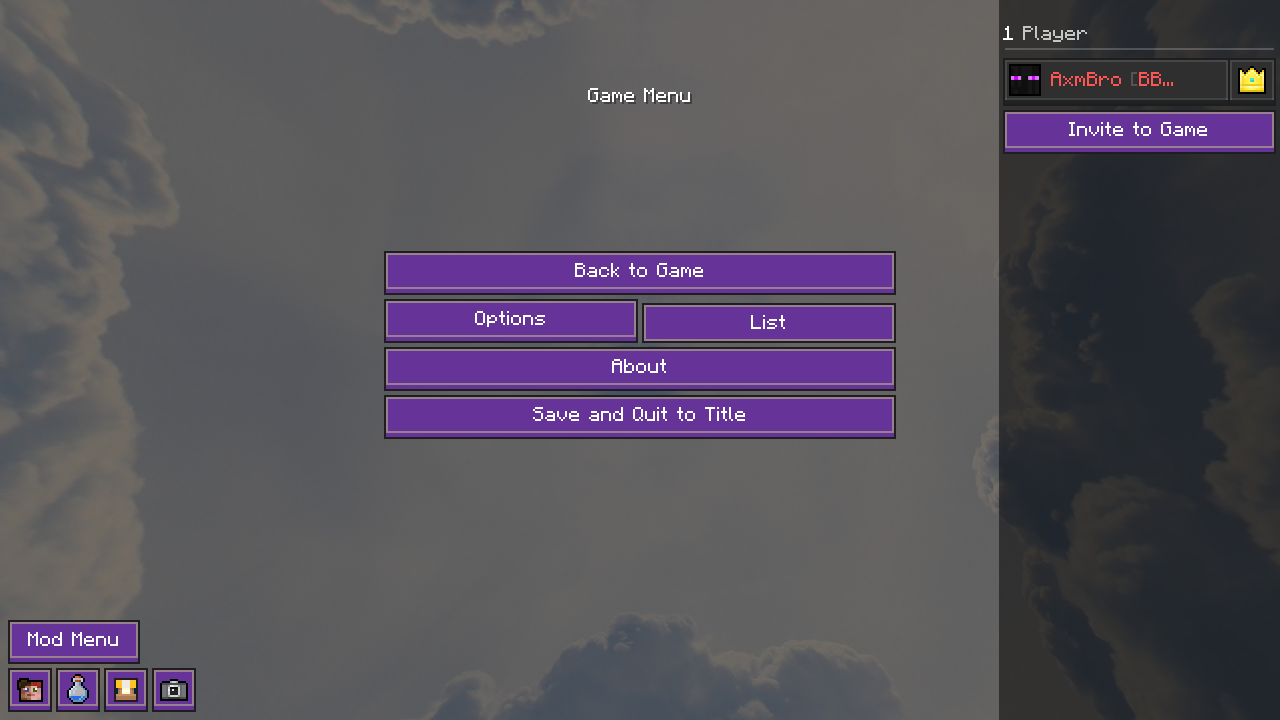 Game Menu
Back to Game
Options
List
About
Save and Quit to Title
Mod Menu
1 Player
AxmBro [BB...
Invite to Game